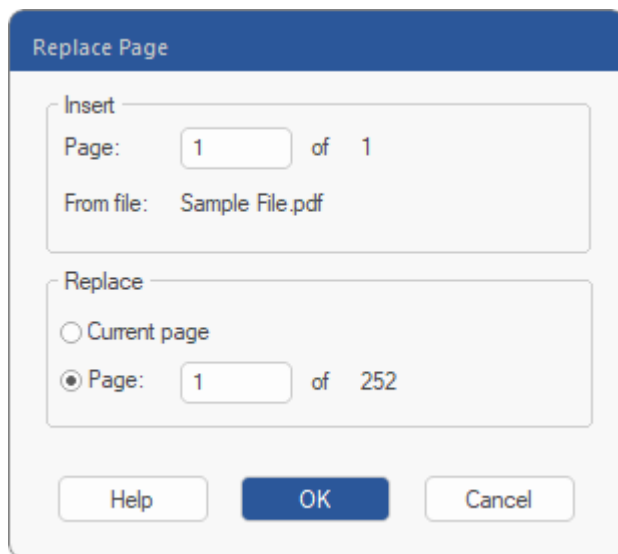 Replace Page
Insert
Page: 1 of 1
From file: Sample File.pdf
Replace
Current page
Page: 1 of 252
Help OK Cancel